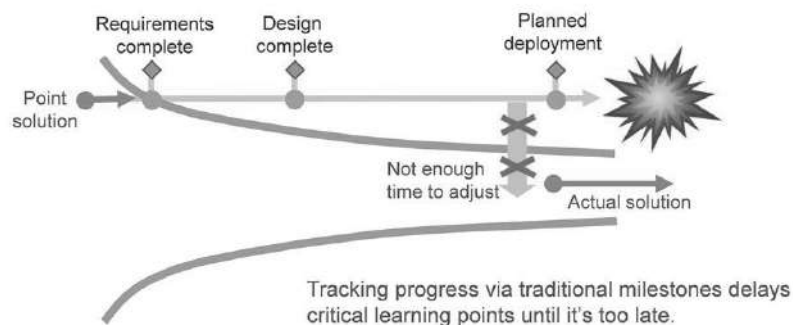 Requirements
complete
Design
complete
Planned
deployment
Point
solution
Not enough
time to adjust
Actual solution
Tracking progress via traditional milestones delays
critical learning points until it's too late.